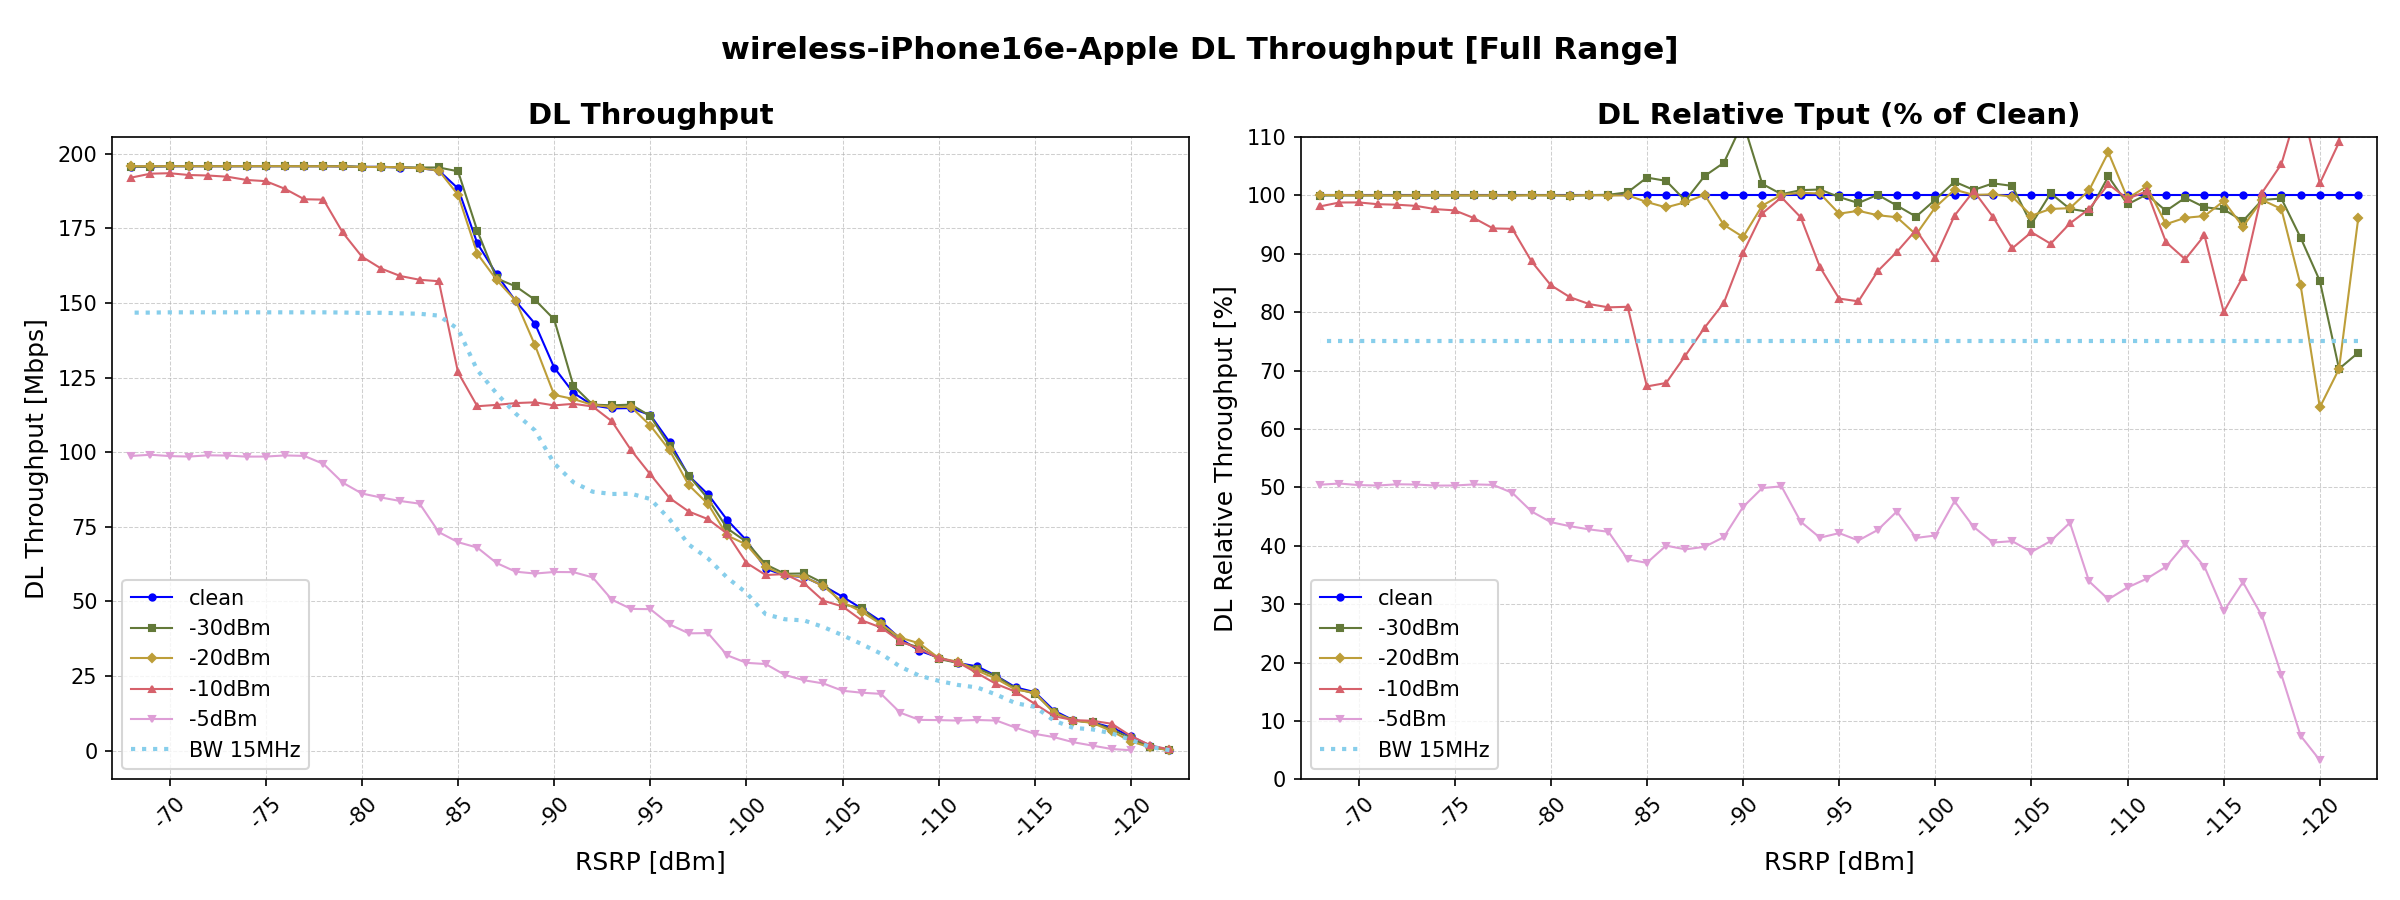 wireless-iPhone16e-Apple DL Throughput [Full Range]
DL Throughput
DL Throughput [Mbps]
200
175
150
125
100
75
50
25
0
clean
-30dBm
-20dBm
-10dBm
-5dBm
BW 15MHz
-70
-75
-80
-85
-90
-95
-100
-105
-110
-115
-120
RSRP [dBm]
DL Relative Tput (% of Clean)
DL Relative Throughput [%]
110
100
90
80
70
60
50
40
30
20
10
0
clean
-30dBm
-20dBm
-10dBm
-5dBm
BW 15MHz
-70
-75
-80
-85
-90
-95
-100
-105
-110
-115
-120
RSRP [dBm]